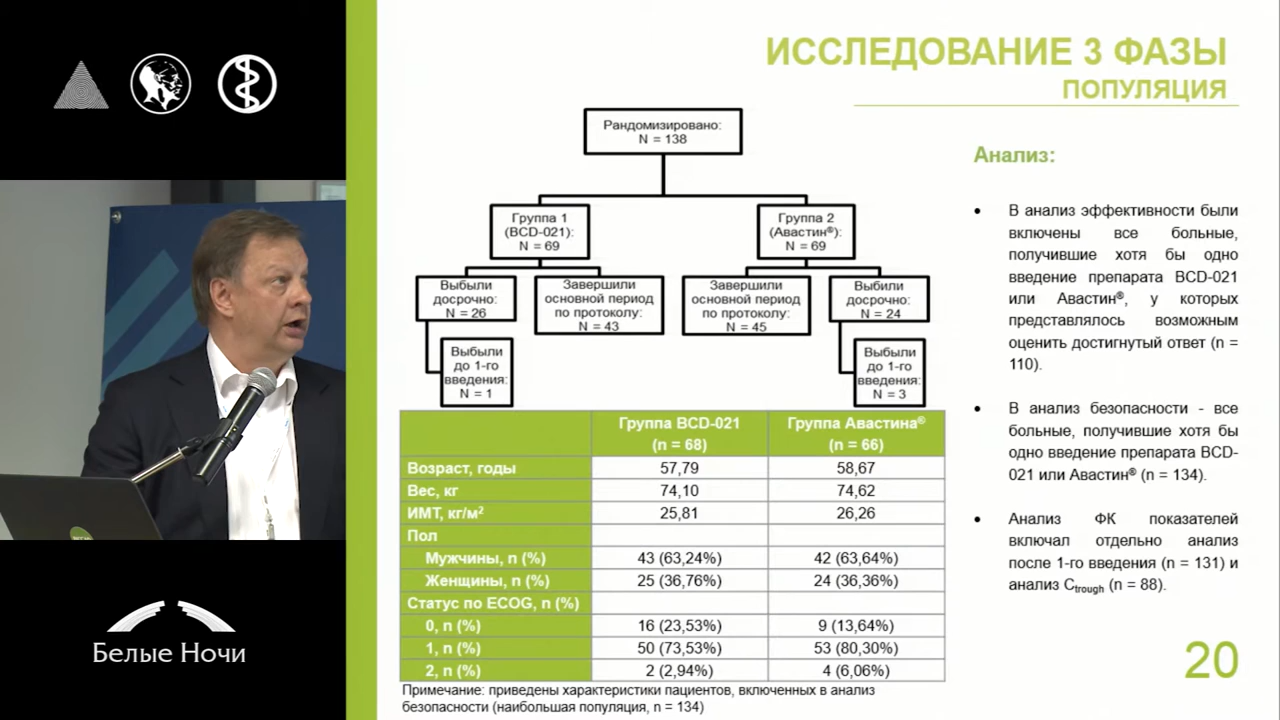 ИССЛЕДОВАНИЕ 3 ФАЗЫ
ПОПУЛЯЦИЯ
Рандомизировано:
N = 138
Группа 1
(BCD-021):
N = 69
Группа 2
(Авастин®):
N = 69
Выбыли
досрочно:
N = 26
Завершили
основной период
по протоколу:
N = 43
Завершили
основной период
по протоколу:
N = 45
Выбили
досрочно:
N = 24
Выбыли
до 1-го
введения:
N = 1
Выбыли
до 1-го
введения:
N = 3
Группа BCD-021 Группа Авастина®
(n = 68) (n = 66)
Возраст, годы 57,79 58,67
Вес, кг 74,10 74,62
ИМТ, кг/м² 25,81 26,26
Пол
Мужчины, n (%) 43 (63,24%) 42 (63,64%)
Женщины, n (%) 25 (36,76%) 24 (36,36%)
Статус по ECOG, n (%)
0, n (%) 16 (23,53%) 9 (13,64%)
1, n (%) 50 (73,53%) 53 (80,30%)
2, n (%) 2 (2,94%) 4 (6,06%)
Примечание: приведены характеристики пациентов, включенных в анализ
безопасности (наибольшая популяция, n = 134)
Анализ:
• В анализ эффективности были
включены все больные,
получившие хотя бы одно
введение препарата BCD-021
или Авастин®, у которых
представлялось возможным
оценить достигнутый ответ (n =
110).
• В анализ безопасности - все
больные, получившие хотя бы
одно введение препарата BCD-
021 или Авастин® (n = 134).
• Анализ ФК показателей
включал отдельно анализ
после 1-го введения (n = 131) и
анализ Ctrough (n = 88).
20
Белые Ночи